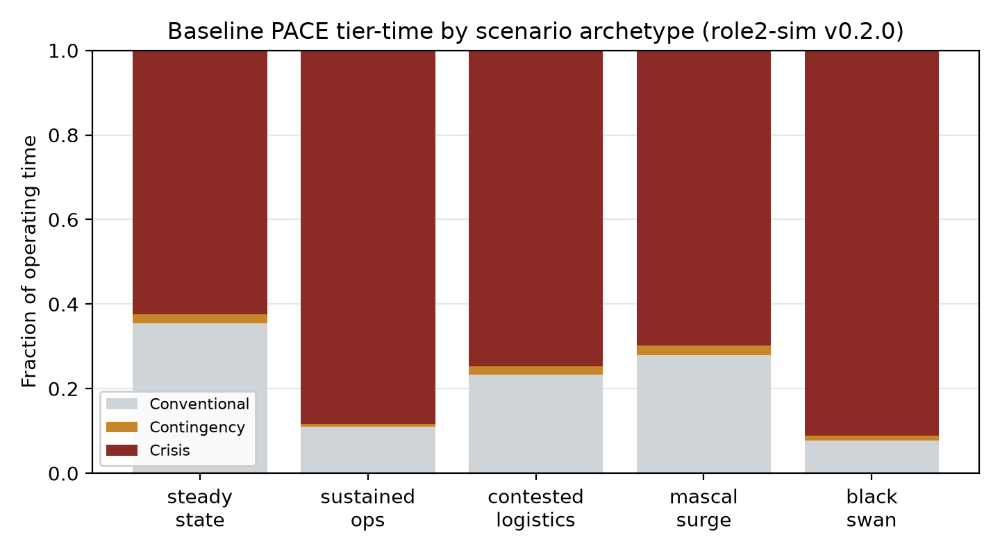 Baseline PACE tier-time by scenario archetype (role2-sim v0.2.0)
Fraction of operating time
1.0
0.8
0.6
0.4
0.2
0.0
Conventional
Contingency
Crisis
steady
state
sustained
ops
contested
logistics
mascal
surge
black
swan